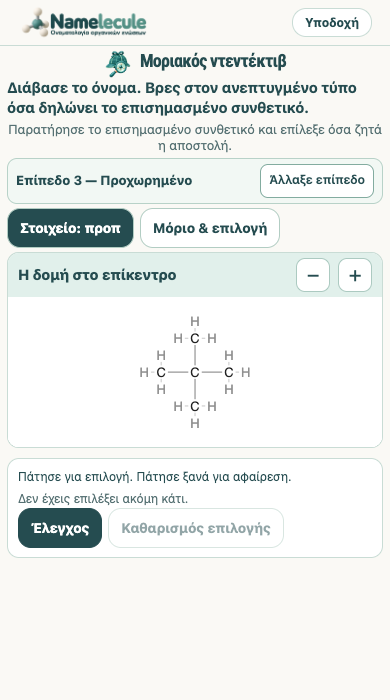 Namelecule
Ονοματολογία οργανικών ενώσεων
Υποδοχή
Μοριακός ντεντέκτιβ
Διάβασε το όνομα. Βρες στον ανεπτυγμένο τύπο
όσα δηλώνει το επισημασμένο συνθετικό.
Παρατήρησε το επισημασμένο συνθετικό και επίλεξε όσα ζητά
η αποστολή.
Επίπεδο 3 — Προχωρημένο
Άλλαξε επίπεδο
Στοιχείο: προπ
Μόριο & επιλογή
Η δομή στο επίκεντρο
− +
H
H C H
H H
H C C C H
H H
H C H
H
Πάτησε για επιλογή. Πάτησε ξανά για αφαίρεση.
Δεν έχεις επιλέξει ακόμη κάτι.
Έλεγχος
Καθαρισμός επιλογής